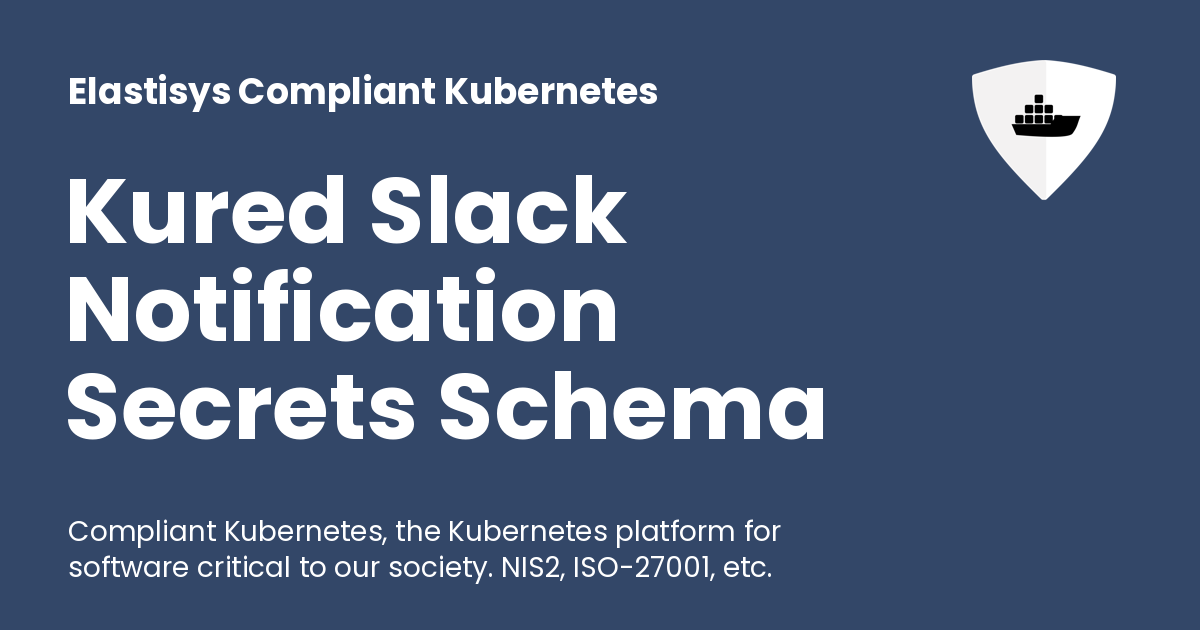 Elastisys Compliant Kubernetes
Kured Slack
Notification
Secrets Schema
Compliant Kubernetes, the Kubernetes platform for
software critical to our society. NIS2, ISO-27001, etc.